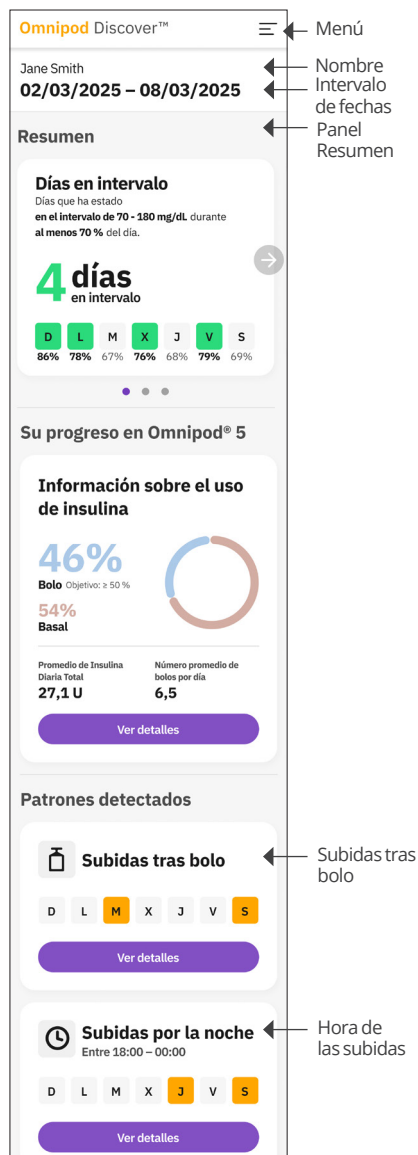 Omnipod Discover™
Menú
Jane Smith
Nombre
02/03/2025 – 08/03/2025
Intervalo
de fechas
Resumen
Panel
Resumen
Días en intervalo
Días que ha estado
en el intervalo de 70 - 180 mg/dL durante
al menos 70 % del día.
4 días
en intervalo
D L M X J V S
86% 78% 67% 76% 68% 79% 69%
Su progreso en Omnipod® 5
Información sobre el uso
de insulina
46%
Bolo Objetivo: ≥ 50 %
54%
Basal
Promedio de Insulina
Diaria Total
27,1 U
Número promedio de
bolos por día
6,5
Ver detalles
Patrones detectados
Subidas tras bolo
Subidas tras
bolo
D L M X J V S
Ver detalles
Subidas por la noche
Entre 18:00 – 00:00
Hora de
las subidas
D L M X J V S
Ver detalles